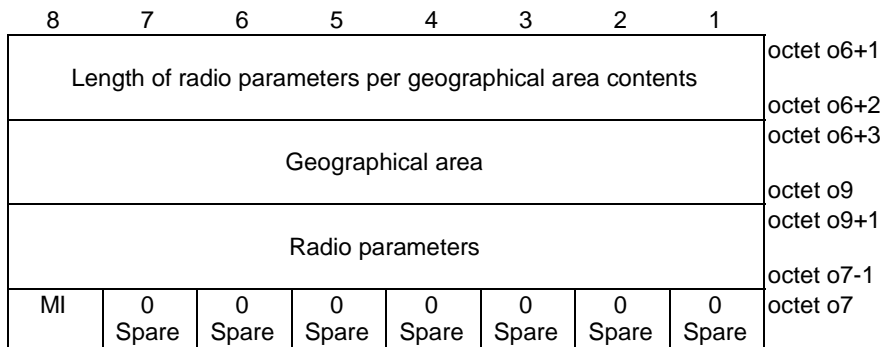 8 7 6 5 4 3 2 1
octet o6+1
Length of radio parameters per geographical area contents
octet o6+2
octet o6+3
Geographical area
octet o9
octet o9+1
Radio parameters
octet o7-1
MI 0 0 0 0 0 0 0 octet o7
Spare Spare Spare Spare Spare Spare Spare